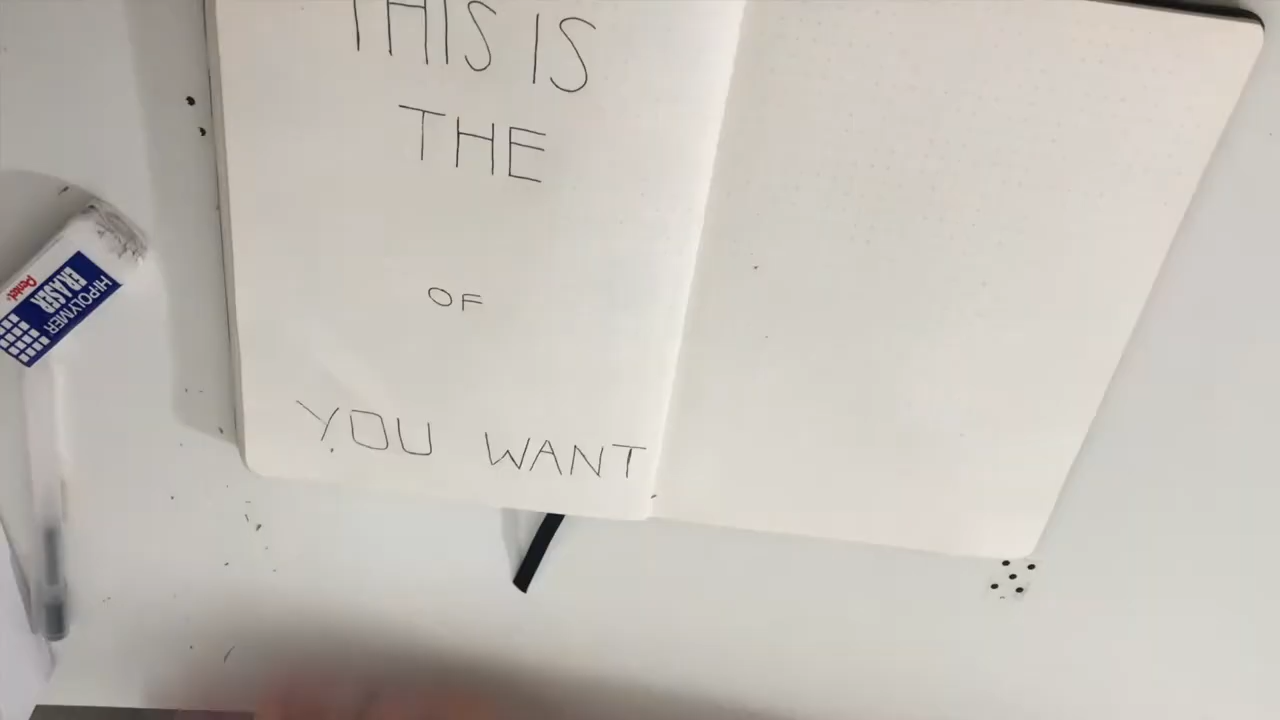 THIS IS
THE
OF
YOU WANT
Pentel
HI-POLYMER
ERASER